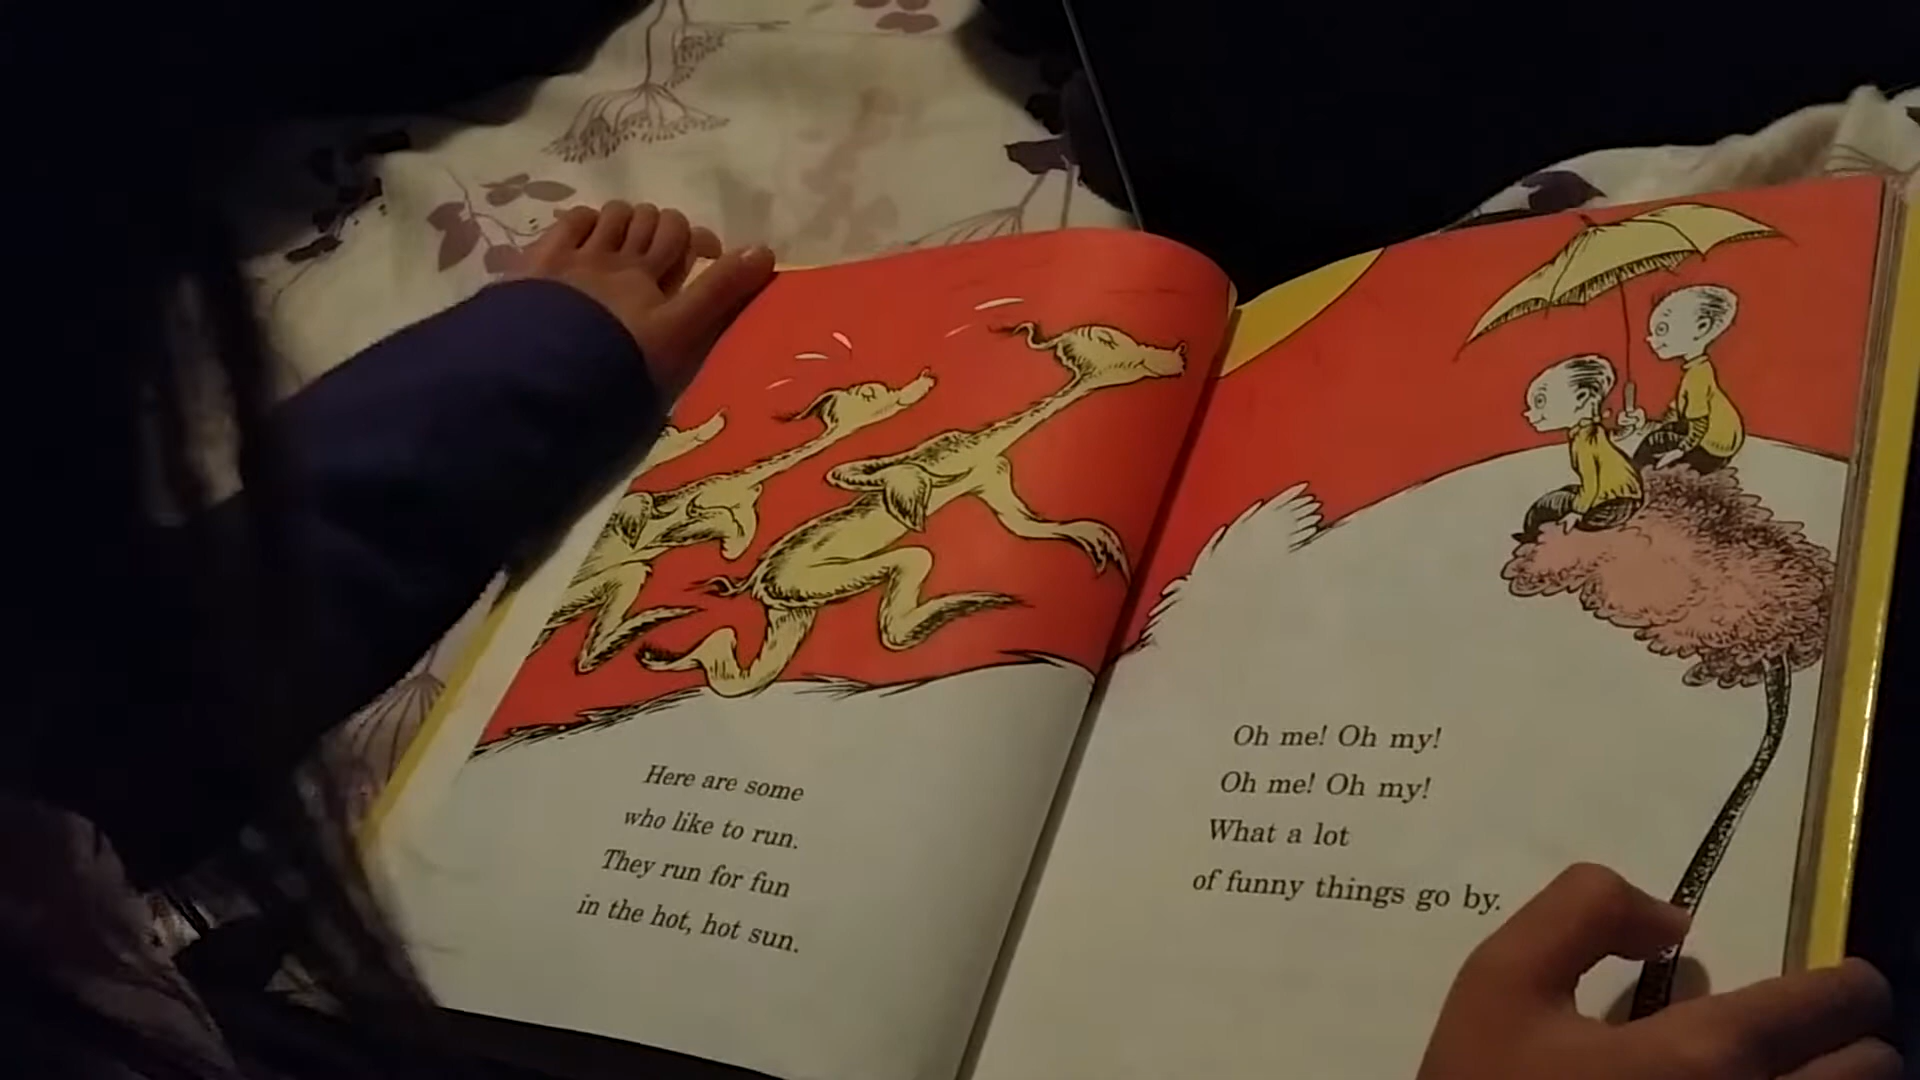 Here are some
who like to run.
They run for fun
in the hot, hot sun.
Oh me! Oh my!
Oh me! Oh my!
What a lot
of funny things go by.